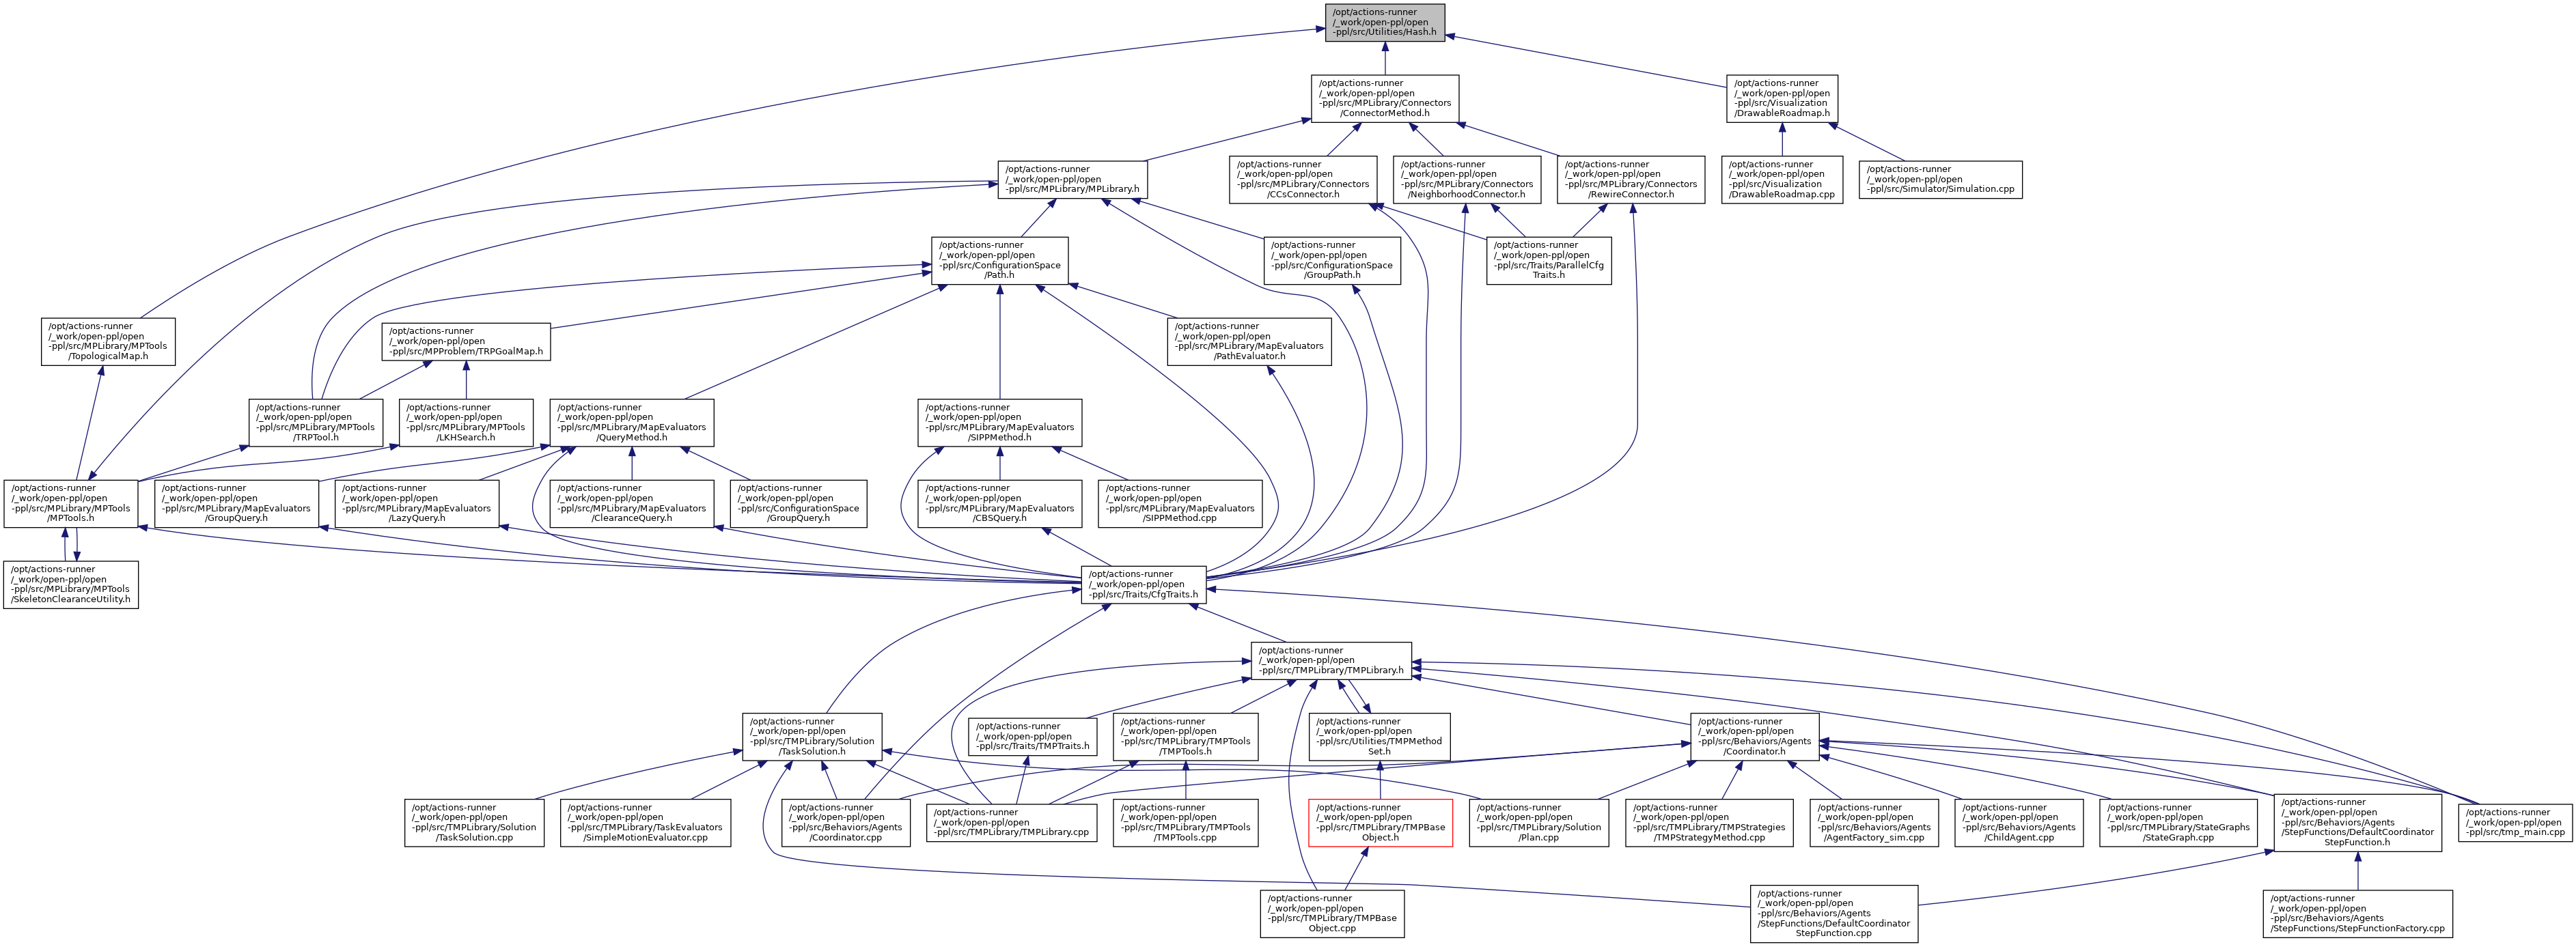 /opt/actions-runner
/_work/open-ppl/open
-ppl/src/Utilities/Hash.h
/opt/actions-runner
/_work/open-ppl/open
-ppl/src/MPLibrary/Connectors
/ConnectorMethod.h
/opt/actions-runner
/_work/open-ppl/open
-ppl/src/Visualization
/DrawableRoadmap.h
/opt/actions-runner
/_work/open-ppl/open
-ppl/src/MPLibrary/MPLibrary.h
/opt/actions-runner
/_work/open-ppl/open
-ppl/src/MPLibrary/Connectors
/CCsConnector.h
/opt/actions-runner
/_work/open-ppl/open
-ppl/src/MPLibrary/Connectors
/NeighborhoodConnector.h
/opt/actions-runner
/_work/open-ppl/open
-ppl/src/MPLibrary/Connectors
/RewireConnector.h
/opt/actions-runner
/_work/open-ppl/open
-ppl/src/Visualization
/DrawableRoadmap.cpp
/opt/actions-runner
/_work/open-ppl/open
-ppl/src/Simulator/Simulation.cpp
/opt/actions-runner
/_work/open-ppl/open
-ppl/src/ConfigurationSpace
/Path.h
/opt/actions-runner
/_work/open-ppl/open
-ppl/src/ConfigurationSpace
/GroupPath.h
/opt/actions-runner
/_work/open-ppl/open
-ppl/src/Traits/ParallelCfg
Traits.h
/opt/actions-runner
/_work/open-ppl/open
-ppl/src/MPLibrary/MPTools
/TopologicalMap.h
/opt/actions-runner
/_work/open-ppl/open
-ppl/src/MPProblem/TRPGoalMap.h
/opt/actions-runner
/_work/open-ppl/open
-ppl/src/MPLibrary/MapEvaluators
/PathEvaluator.h
/opt/actions-runner
/_work/open-ppl/open
-ppl/src/MPLibrary/MPTools
/TRPTool.h
/opt/actions-runner
/_work/open-ppl/open
-ppl/src/MPLibrary/MPTools
/LKHSearch.h
/opt/actions-runner
/_work/open-ppl/open
-ppl/src/MPLibrary/MapEvaluators
/QueryMethod.h
/opt/actions-runner
/_work/open-ppl/open
-ppl/src/MPLibrary/MapEvaluators
/SIPPMethod.h
/opt/actions-runner
/_work/open-ppl/open
-ppl/src/MPLibrary/MPTools
/MPTools.h
/opt/actions-runner
/_work/open-ppl/open
-ppl/src/MPLibrary/MapEvaluators
/GroupQuery.h
/opt/actions-runner
/_work/open-ppl/open
-ppl/src/MPLibrary/MapEvaluators
/LazyQuery.h
/opt/actions-runner
/_work/open-ppl/open
-ppl/src/MPLibrary/MapEvaluators
/ClearanceQuery.h
/opt/actions-runner
/_work/open-ppl/open
-ppl/src/ConfigurationSpace
/GroupQuery.h
/opt/actions-runner
/_work/open-ppl/open
-ppl/src/MPLibrary/MapEvaluators
/CBSQuery.h
/opt/actions-runner
/_work/open-ppl/open
-ppl/src/MPLibrary/MapEvaluators
/SIPPMethod.cpp
/opt/actions-runner
/_work/open-ppl/open
-ppl/src/MPLibrary/MPTools
/SkeletonClearanceUtility.h
/opt/actions-runner
/_work/open-ppl/open
-ppl/src/Traits/CfgTraits.h
/opt/actions-runner
/_work/open-ppl/open
-ppl/src/TMPLibrary/TMPLibrary.h
/opt/actions-runner
/_work/open-ppl/open
-ppl/src/TMPLibrary/Solution
/TaskSolution.h
/opt/actions-runner
/_work/open-ppl/open
-ppl/src/Traits/TMPTraits.h
/opt/actions-runner
/_work/open-ppl/open
-ppl/src/TMPLibrary/TMPTools
/TMPTools.h
/opt/actions-runner
/_work/open-ppl/open
-ppl/src/Utilities/TMPMethod
Set.h
/opt/actions-runner
/_work/open-ppl/open
-ppl/src/Behaviors/Agents
/Coordinator.h
/opt/actions-runner
/_work/open-ppl/open
-ppl/src/TMPLibrary/Solution
/TaskSolution.cpp
/opt/actions-runner
/_work/open-ppl/open
-ppl/src/TMPLibrary/TaskEvaluators
/SimpleMotionEvaluator.cpp
/opt/actions-runner
/_work/open-ppl/open
-ppl/src/Behaviors/Agents
/Coordinator.cpp
/opt/actions-runner
/_work/open-ppl/open
-ppl/src/TMPLibrary/TMPLibrary.cpp
/opt/actions-runner
/_work/open-ppl/open
-ppl/src/TMPLibrary/TMPTools
/TMPTools.cpp
/opt/actions-runner
/_work/open-ppl/open
-ppl/src/TMPLibrary/TMPBase
Object.h
/opt/actions-runner
/_work/open-ppl/open
-ppl/src/TMPLibrary/Solution
/Plan.cpp
/opt/actions-runner
/_work/open-ppl/open
-ppl/src/TMPLibrary/TMPStrategies
/TMPStrategyMethod.cpp
/opt/actions-runner
/_work/open-ppl/open
-ppl/src/Behaviors/Agents
/AgentFactory_sim.cpp
/opt/actions-runner
/_work/open-ppl/open
-ppl/src/Behaviors/Agents
/ChildAgent.cpp
/opt/actions-runner
/_work/open-ppl/open
-ppl/src/TMPLibrary/StateGraphs
/StateGraph.cpp
/opt/actions-runner
/_work/open-ppl/open
-ppl/src/Behaviors/Agents
/StepFunctions/DefaultCoordinator
StepFunction.h
/opt/actions-runner
/_work/open-ppl/open
-ppl/src/tmp_main.cpp
/opt/actions-runner
/_work/open-ppl/open
-ppl/src/TMPLibrary/TMPBase
Object.cpp
/opt/actions-runner
/_work/open-ppl/open
-ppl/src/Behaviors/Agents
/StepFunctions/DefaultCoordinator
StepFunction.cpp
/opt/actions-runner
/_work/open-ppl/open
-ppl/src/Behaviors/Agents
/StepFunctions/StepFunctionFactory.cpp